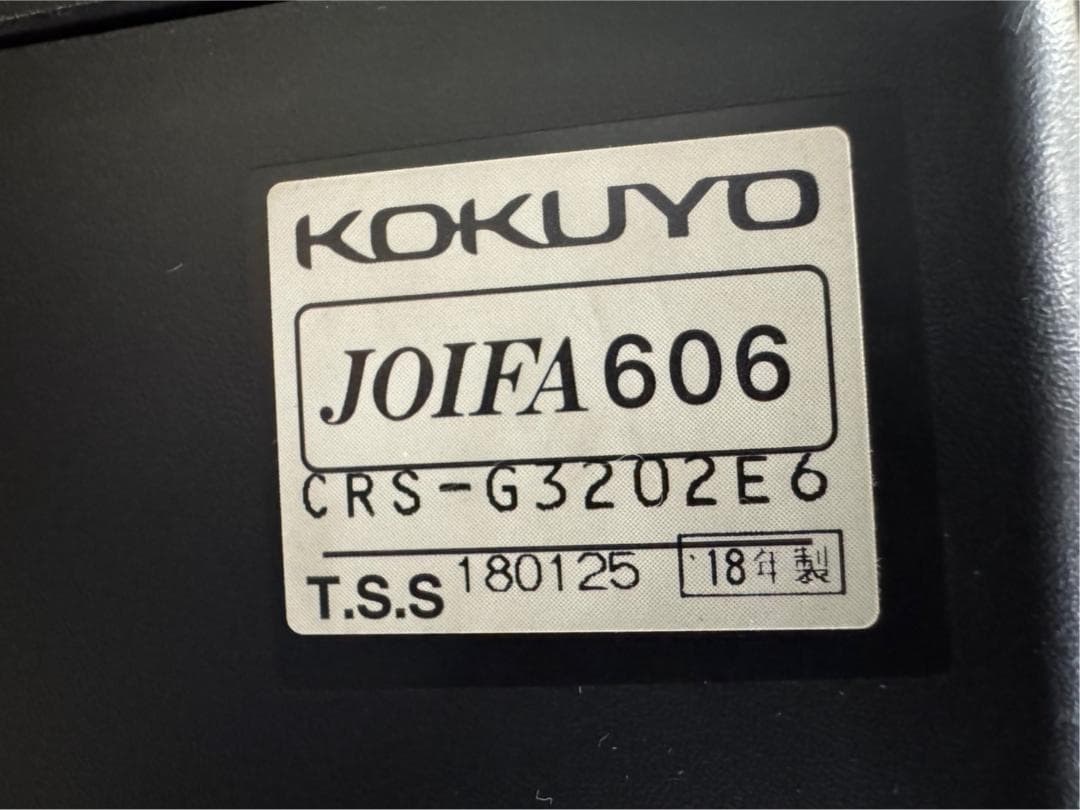 KOKUYO
JOIFA 606
CRS-G3202E6
T.S.S 180125 '18年製